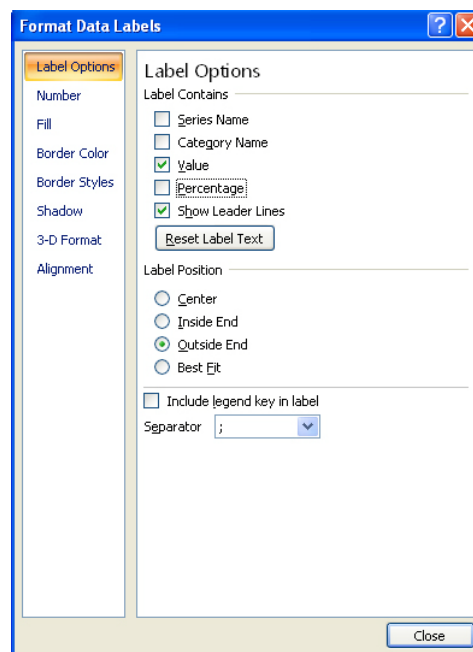 Format Data Labels
Label Options
Number
Fill
Border Color
Border Styles
Shadow
3-D Format
Alignment
Label Options
Label Contains
Series Name
Category Name
Value
Percentage
Show Leader Lines
Reset Label Text
Label Position
Center
Inside End
Outside End
Best Fit
Include legend key in label
Separator ;
Close